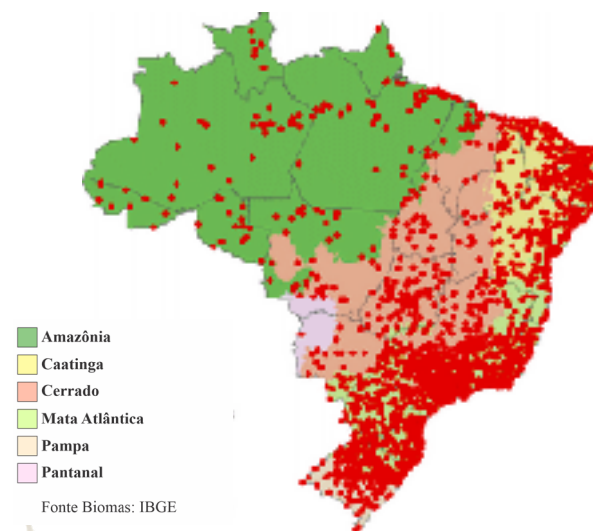 Amazônia
Caatinga
Cerrado
Mata Atlântica
Pampa
Pantanal
Fonte Biomas: IBGE